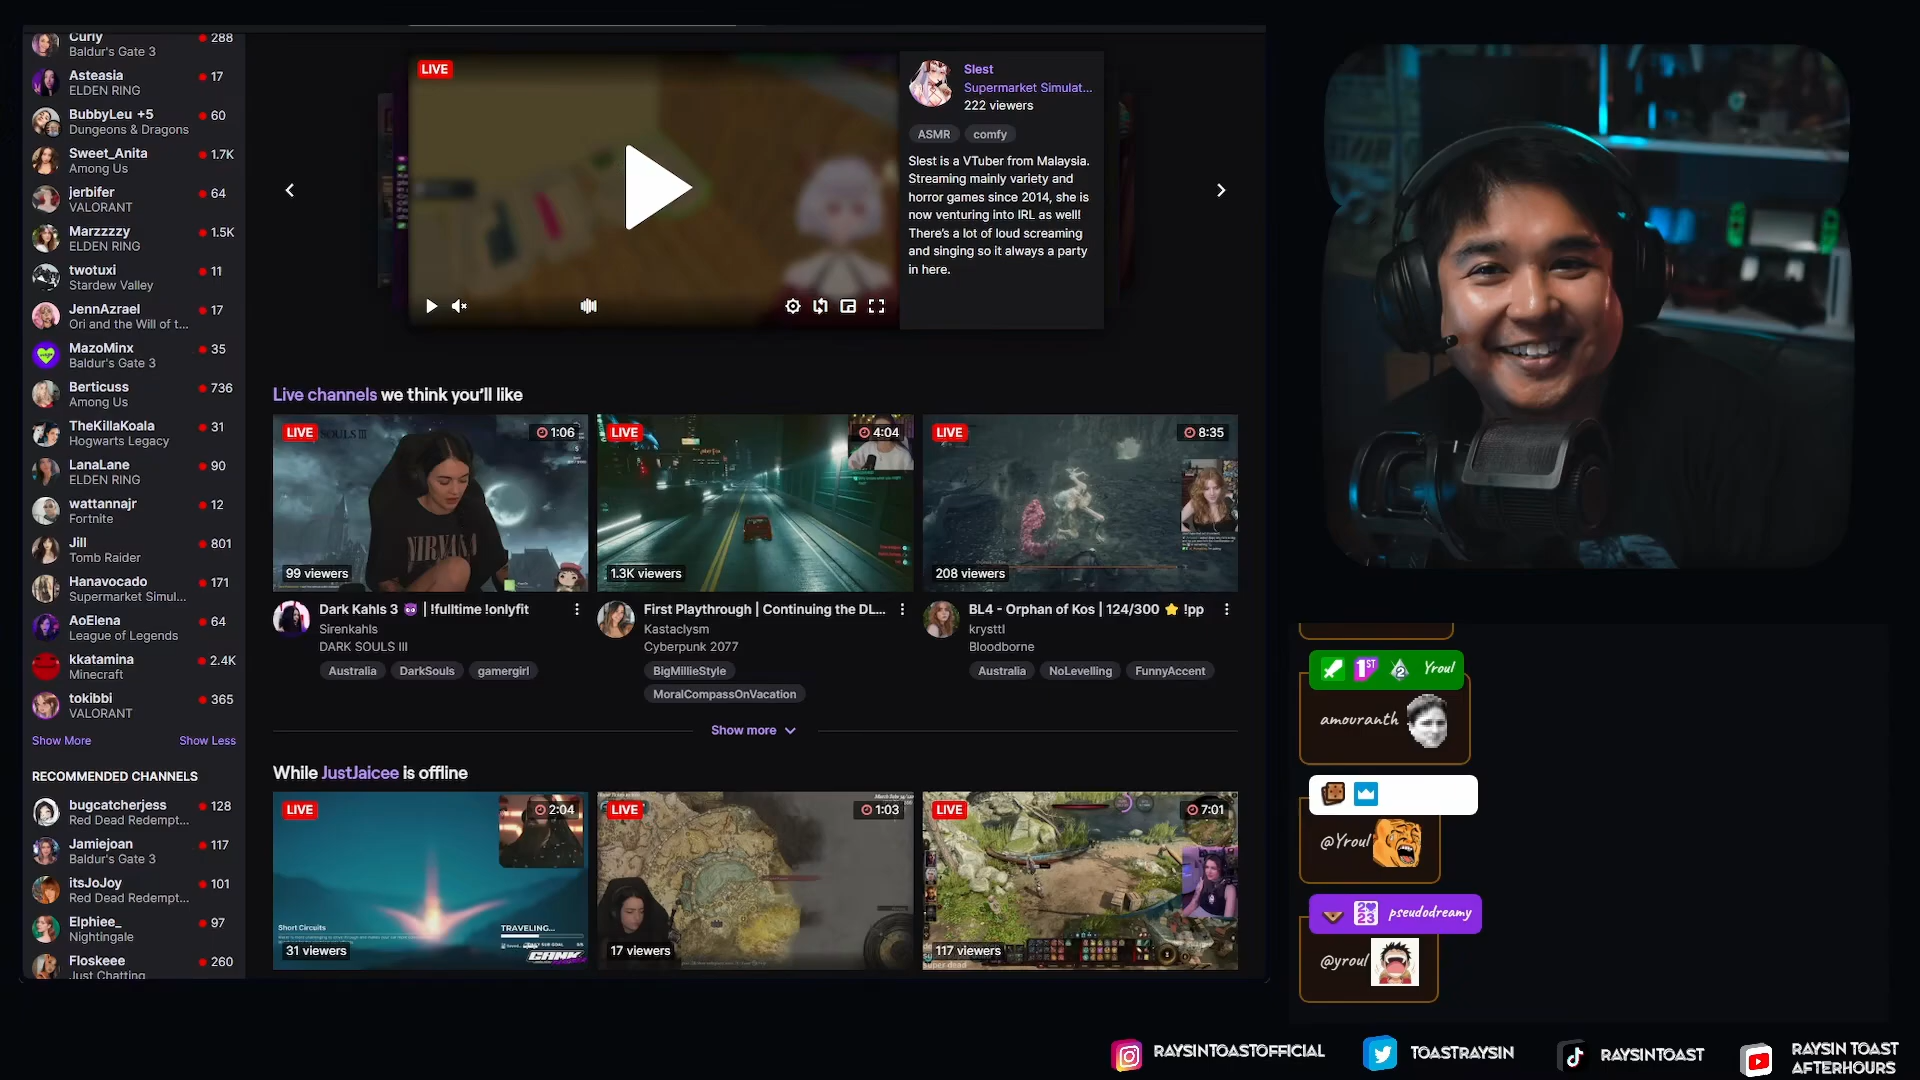 Curly
288
Baldur's Gate 3
Asteasia
17
ELDEN RING
BubbyLeu +5
60
Dungeons & Dragons
Sweet_Anita
1.7K
Among Us
jerbifer
64
VALORANT
Marzzzzy
1.5K
ELDEN RING
twotuxi
11
Stardew Valley
JennAzrael
17
Ori and the Will of t...
MazoMinx
35
Baldur's Gate 3
Berticuss
736
Among Us
TheKillaKoala
31
Hogwarts Legacy
LanaLane
90
ELDEN RING
wattannajr
12
Fortnite
Jill
801
Tomb Raider
Hanavocado
171
Supermarket Simul...
AoElena
64
League of Legends
kkatamina
2.4K
Minecraft
tokibbi
365
VALORANT
Show More
Show Less
RECOMMENDED CHANNELS
bugcatcherjess
128
Red Dead Redempt...
Jamiejoan
117
Baldur's Gate 3
itsJoJoy
101
Red Dead Redempt...
Elphiee_
97
Nightingale
Floskeee
260
Just Chatting
LIVE
Slest
Supermarket Simulat...
222 viewers
ASMR
comfy
Slest is a VTuber from Malaysia.
Streaming mainly variety and
horror games since 2014, she is
now venturing into IRL as well!
There's a lot of loud screaming
and singing so it always a party
in here.
Live channels we think you'll like
LIVE
SOULS III
1:06
NIRVANA
99 viewers
Dark Kahls 3 | !fulltime !onlyfit
Sirenkahls
DARK SOULS III
Australia
DarkSouls
gamergirl
LIVE
4:04
1.3K viewers
First Playthrough | Continuing the DL...
Kastaclysm
Cyberpunk 2077
BigMillieStyle
MoralCompassOnVacation
LIVE
8:35
208 viewers
BL4 - Orphan of Kos | 124/300 !pp
krysttl
Bloodborne
Australia
NoLevelling
FunnyAccent
Show more
While JustJaicee is offline
LIVE
2:04
Short Circuits
TRAVELING...
31 viewers
LIVE
1:03
17 viewers
LIVE
7:01
117 viewers
super dead
1ST
2
Yroul
amouranth
@Yroul
pseudodreamy
@yroul
RAYSINTOASTOFFICIAL
TOASTRAYSIN
RAYSINTOAST
RAYSIN TOAST
AFTERHOURS